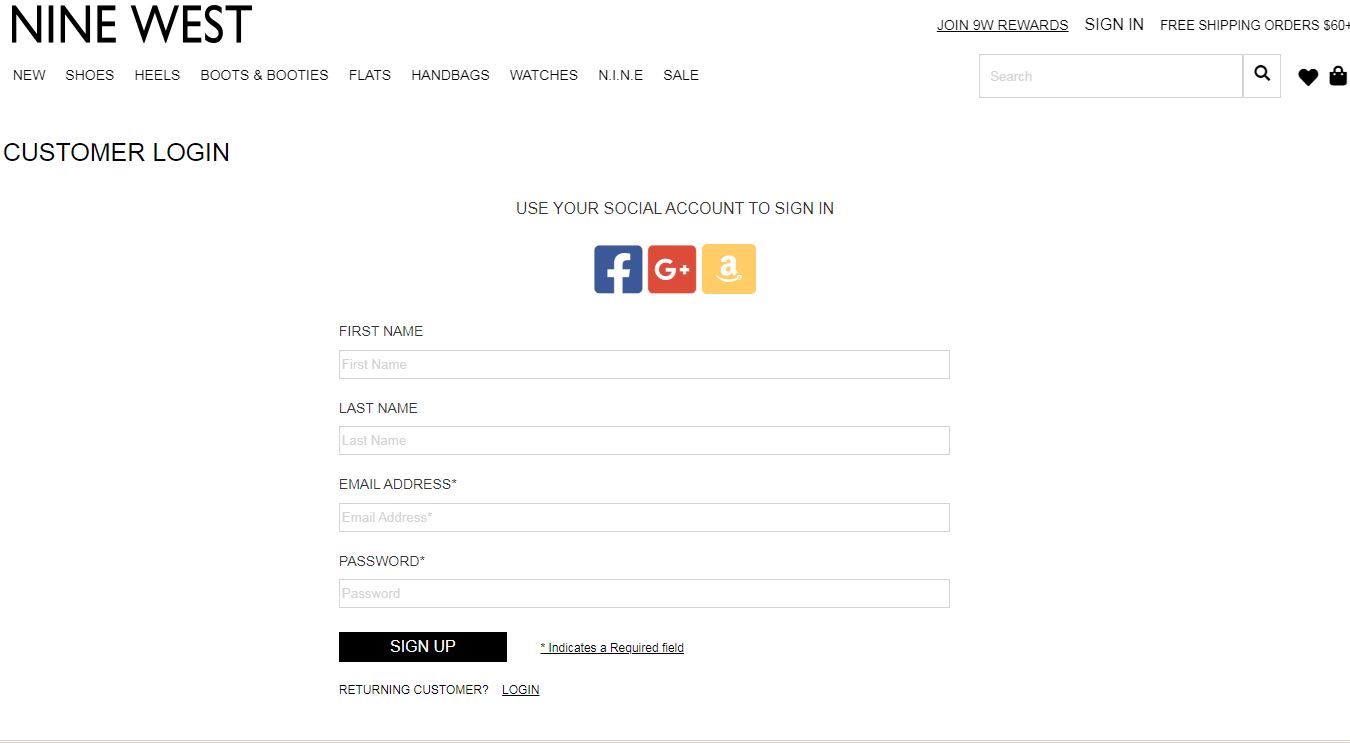 NINE WEST
JOIN 9W REWARDS SIGN IN FREE SHIPPING ORDERS $60+
NEW SHOES HEELS BOOTS & BOOTIES FLATS HANDBAGS WATCHES N.I.N.E SALE
Search
CUSTOMER LOGIN
USE YOUR SOCIAL ACCOUNT TO SIGN IN
f G+ a
FIRST NAME
First Name
LAST NAME
Last Name
EMAIL ADDRESS*
Email Address*
PASSWORD*
Password
SIGN UP * Indicates a Required field
RETURNING CUSTOMER? LOGIN